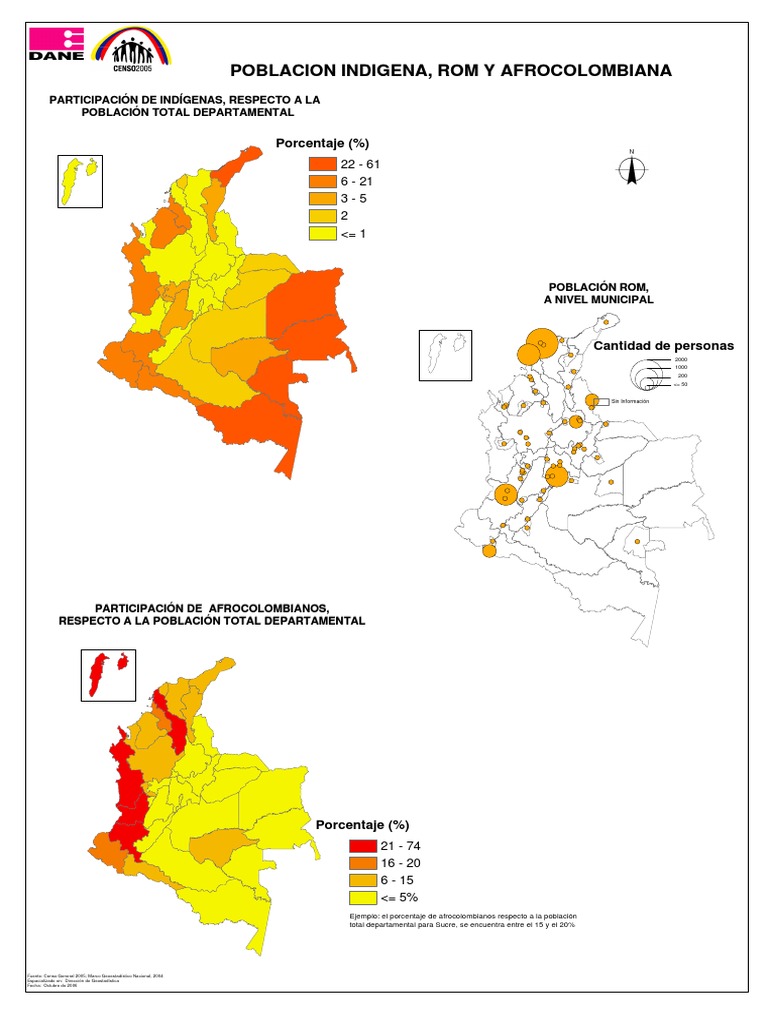 DANE
CENSO2005
POBLACION INDIGENA, ROM Y AFROCOLOMBIANA
PARTICIPACIÓN DE INDÍGENAS, RESPECTO A LA
POBLACIÓN TOTAL DEPARTAMENTAL
Porcentaje (%)
22 - 61
6 - 21
3 - 5
2
<= 1
N
POBLACIÓN ROM,
A NIVEL MUNICIPAL
Cantidad de personas
2000
1000
200
<= 50
Sin Información
PARTICIPACIÓN DE AFROCOLOMBIANOS,
RESPECTO A LA POBLACIÓN TOTAL DEPARTAMENTAL
Porcentaje (%)
21 - 74
16 - 20
6 - 15
<= 5%
Ejemplo: el porcentaje de afrocolombianos respecto a la población
total departamental para Sucre, se encuentra entre el 15 y el 20%
Fuente: Censo General 2005; Marco Geoestadístico Nacional, 2004
Especializado en: Dirección de Geoestadística
Fecha: Octubre de 2006